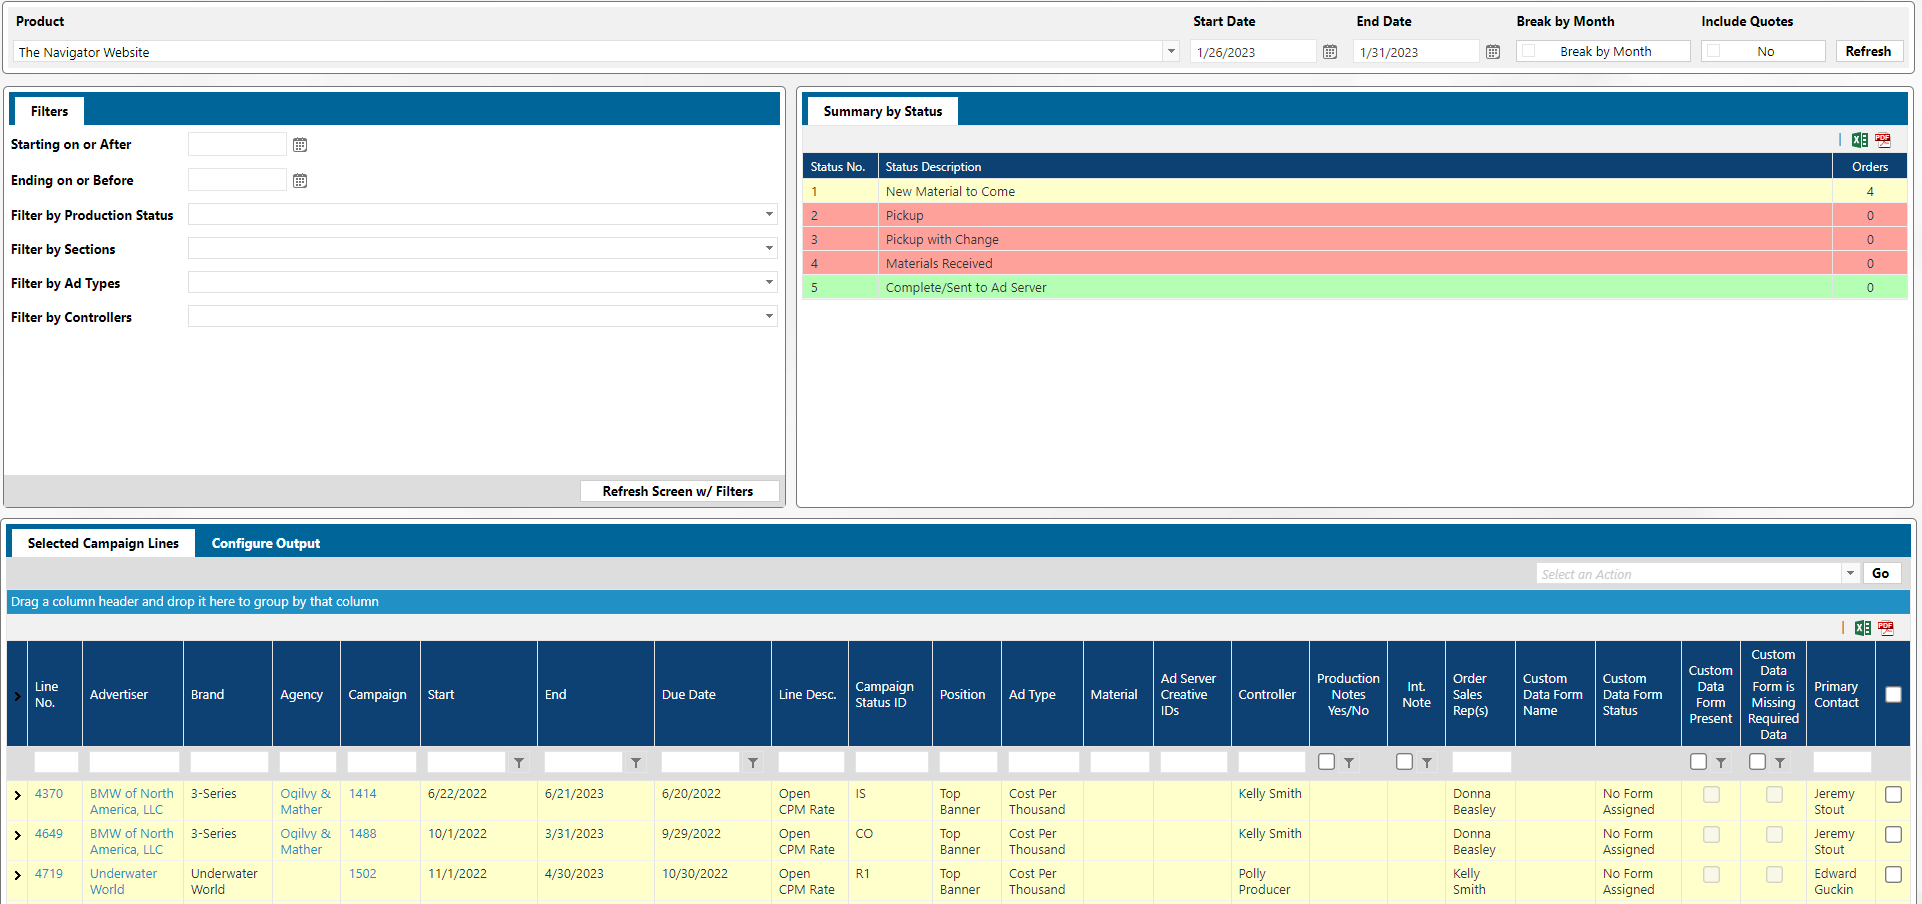 Product
Start Date
End Date
Break by Month
Include Quotes
The Navigator Website
1/26/2023
1/31/2023
Break by Month
No
Refresh
Filters
Starting on or After
Ending on or Before
Filter by Production Status
Filter by Sections
Filter by Ad Types
Filter by Controllers
Refresh Screen w/ Filters
Summary by Status
Status No. Status Description Orders
1 New Material to Come 4
2 Pickup 0
3 Pickup with Change 0
4 Materials Received 0
5 Complete/Sent to Ad Server 0
Selected Campaign Lines
Configure Output
Select an Action
Go
Drag a column header and drop it here to group by that column
Line
No.
Advertiser
Brand
Agency
Campaign
Start
End
Due Date
Line Desc.
Campaign
Status ID
Position
Ad Type
Material
Ad Server
Creative
IDs
Controller
Production
Notes
Yes/No
Int.
Note
Order
Sales
Rep(s)
Custom
Data Form
Name
Custom
Data Form
Status
Custom
Data
Form
Present
Custom
Data
Form is
Missing
Required
Data
Primary
Contact
4370 BMW of North 3-Series Ogilvy & 1414 6/22/2022 6/21/2023 6/20/2022 Open IS Top Cost Per Kelly Smith Donna No Form Jeremy
America, LLC Mather CPM Rate Banner Thousand Beasley Assigned Stout
4649 BMW of North 3-Series Ogilvy & 1488 10/1/2022 3/31/2023 9/29/2022 Open CO Top Cost Per Kelly Smith Donna No Form Jeremy
America, LLC Mather CPM Rate Banner Thousand Beasley Assigned Stout
4719 Underwater Underwater 1502 11/1/2022 4/30/2023 10/30/2022 Open R1 Top Cost Per Polly Kelly No Form Edward
World World CPM Rate Banner Thousand Producer Smith Assigned Guckin